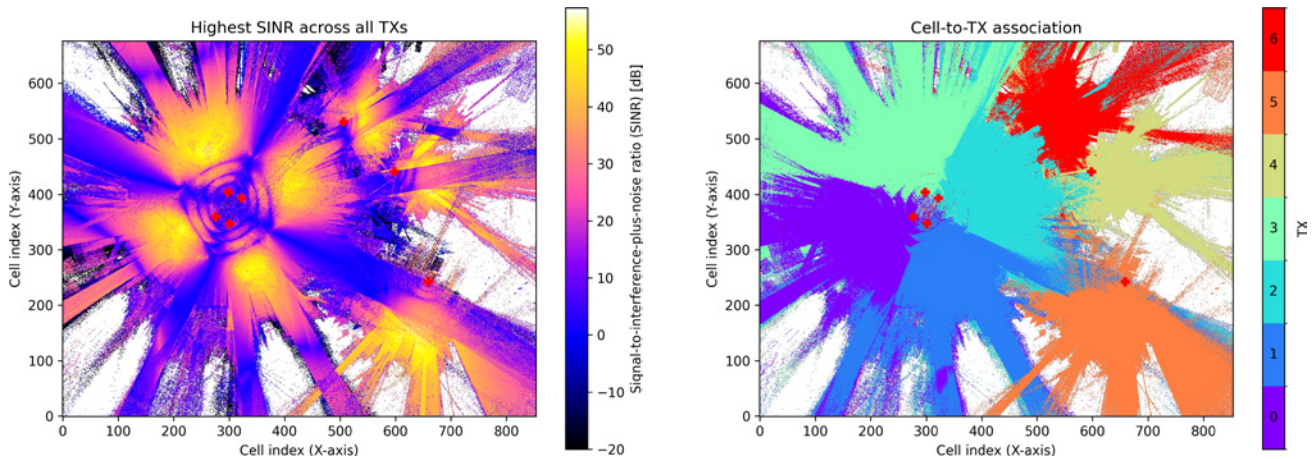 Highest SINR across all TXs
Cell index (Y-axis)
600
500
400
300
200
100
0
0 100 200 300 400 500 600 700 800
Cell index (X-axis)
50
40
30
20
10
0
−10
−20
Signal-to-interference-plus-noise ratio (SINR) [dB]
Cell-to-TX association
Cell index (Y-axis)
600
500
400
300
200
100
0
0 100 200 300 400 500 600 700 800
Cell index (X-axis)
6
5
4
3
2
1
0
TX